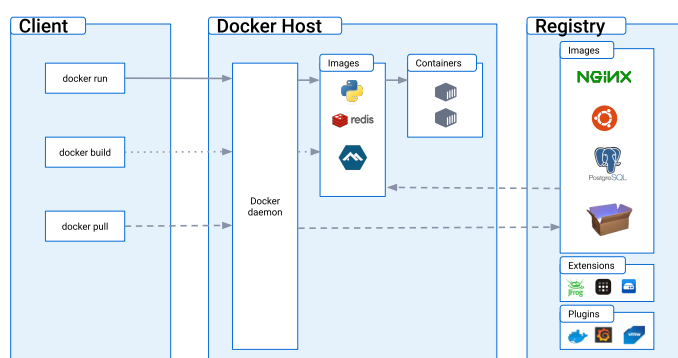 Client
Docker Host
Registry
docker run
docker build
docker pull
Docker
daemon
Images
redis
Containers
Images
NGINX
PostgreSQL
Extensions
JFrog
Plugins
vmw